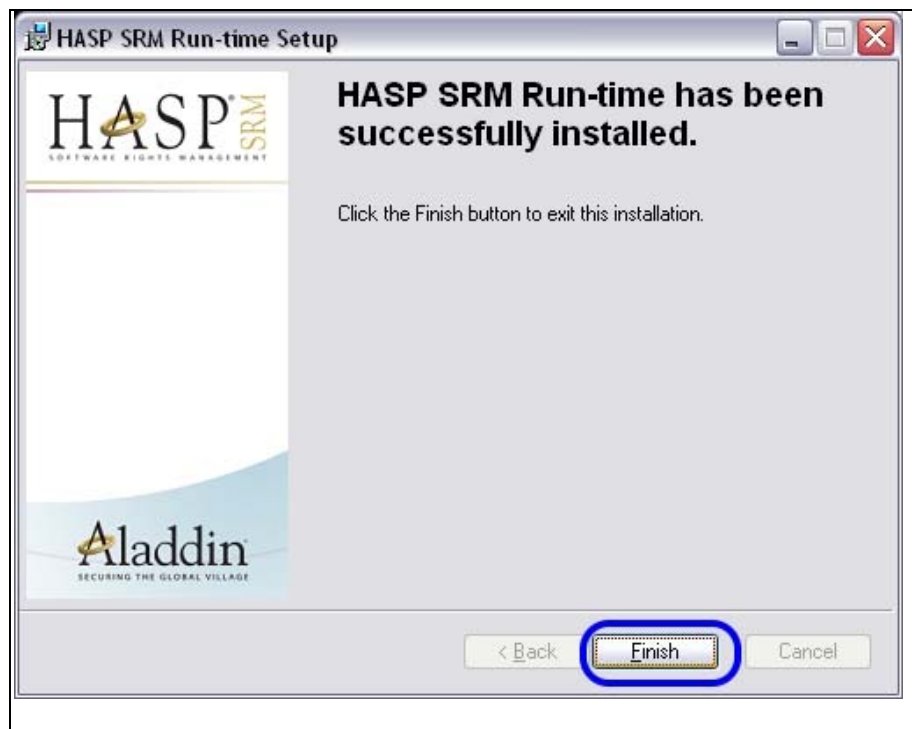 HASP SRM Run-time Setup
HASP SRM
SOFTWARE RIGHTS MANAGEMENT
HASP SRM Run-time has been
successfully installed.
Click the Finish button to exit this installation.
Aladdin
SECURING THE GLOBAL VILLAGE
< Back
Finish
Cancel